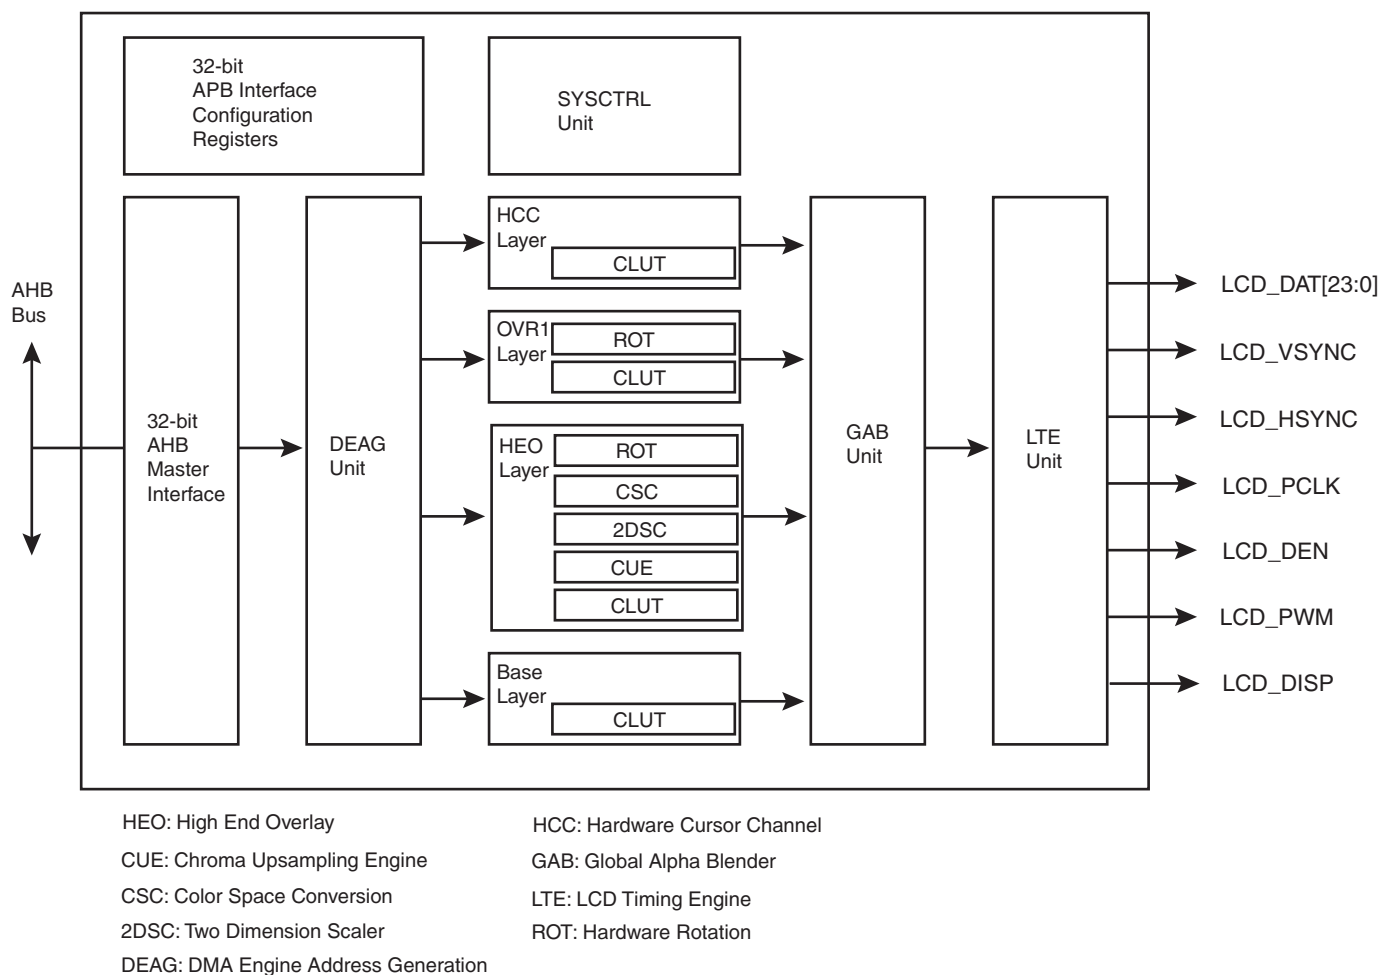 32-bit
APB Interface
Configuration
Registers
SYSCTRL
Unit
AHB
Bus
32-bit
AHB
Master
Interface
DEAG
Unit
HCC
Layer
CLUT
OVR1
Layer
ROT
CLUT
HEO
Layer
ROT
CSC
2DSC
CUE
CLUT
Base
Layer
CLUT
GAB
Unit
LTE
Unit
LCD_DAT[23:0]
LCD_VSYNC
LCD_HSYNC
LCD_PCLK
LCD_DEN
LCD_PWM
LCD_DISP
HEO: High End Overlay
CUE: Chroma Upsampling Engine
CSC: Color Space Conversion
2DSC: Two Dimension Scaler
DEAG: DMA Engine Address Generation
HCC: Hardware Cursor Channel
GAB: Global Alpha Blender
LTE: LCD Timing Engine
ROT: Hardware Rotation